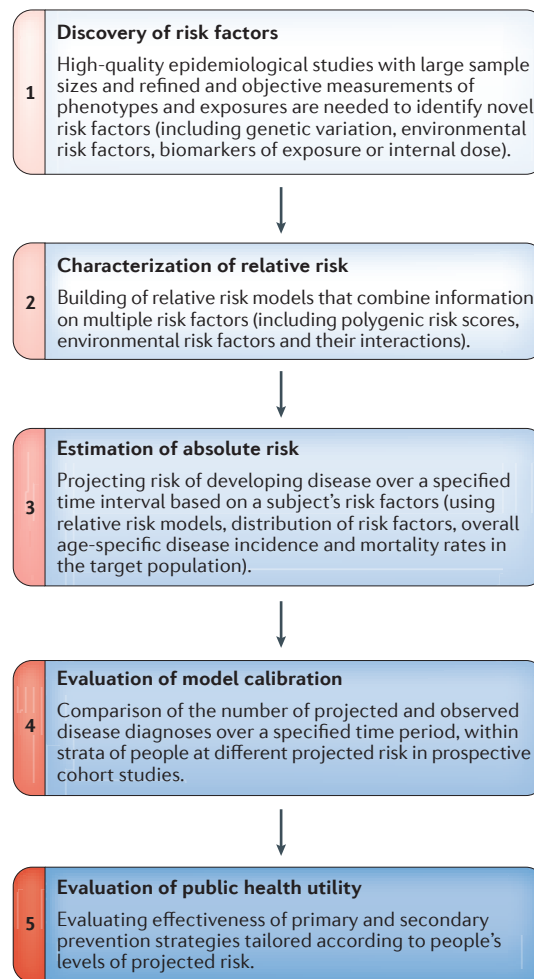 Discovery of risk factors
High-quality epidemiological studies with large sample
sizes and refined and objective measurements of
1 phenotypes and exposures are needed to identify novel
risk factors (including genetic variation, environmental
risk factors, biomarkers of exposure or internal dose).
Characterization of relative risk
2 Building of relative risk models that combine information
on multiple risk factors (including polygenic risk scores,
environmental risk factors and their interactions).
Estimation of absolute risk
Projecting risk of developing disease over a specified
time interval based on a subject's risk factors (using
3 relative risk models, distribution of risk factors, overall
age-specific disease incidence and mortality rates in
the target population).
Evaluation of model calibration
Comparison of the number of projected and observed
4 disease diagnoses over a specified time period, within
strata of people at different projected risk in prospective
cohort studies.
Evaluation of public health utility
5 Evaluating effectiveness of primary and secondary
prevention strategies tailored according to people's
levels of projected risk.